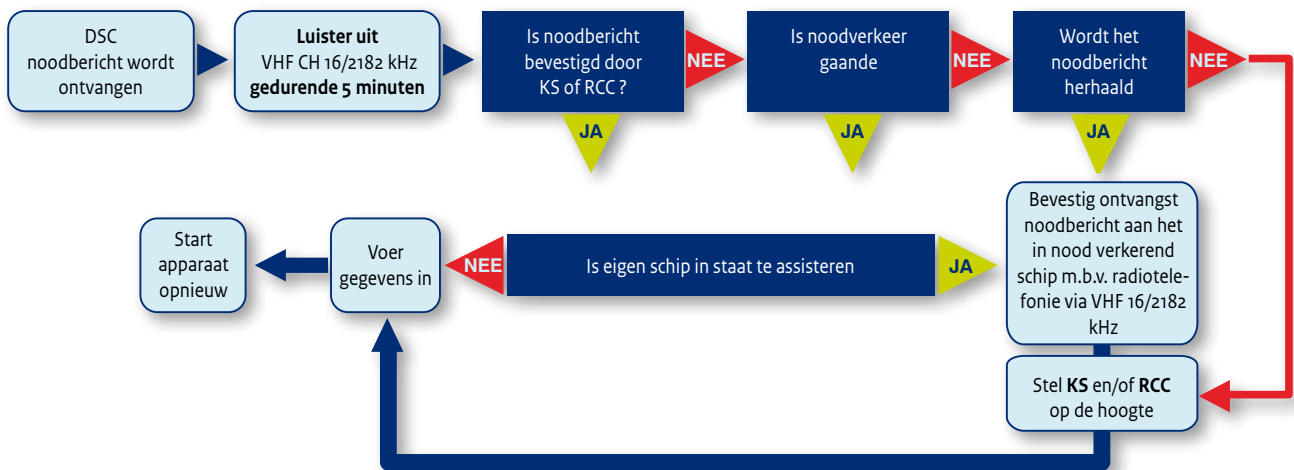 DSC
noodbericht wordt
ontvangen
Luister uit
VHF CH 16/2182 kHz
gedurende 5 minuten
Is noodbericht
bevestigd door
KS of RCC ?
NEE
JA
Is noodverkeer
gaande
NEE
JA
Wordt het
noodbericht
herhaald
NEE
JA
Bevestig ontvangst
noodbericht aan het
in nood verkerend
schip m.b.v. radiotele-
fonie via VHF 16/2182
kHz
Is eigen schip in staat te assisteren
JA
NEE
Voer
gegevens in
Start
apparaat
opnieuw
Stel KS en/of RCC
op de hoogte